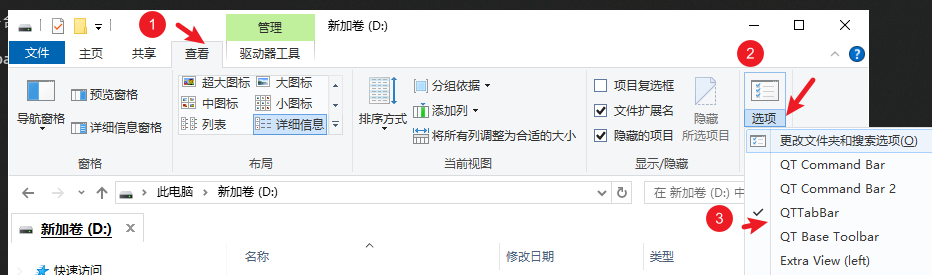 1
管理
新加卷 (D:)
文件
主页
共享
查看
驱动器工具
2
?
导航窗格
预览窗格
详细信息窗格
窗格
超大图标
大图标
中图标
小图标
列表
详细信息
布局
排序方式
分组依据
添加列
将所有列调整为合适的大小
当前视图
项目复选框
文件扩展名
隐藏的项目
隐藏
所选项目
显示/隐藏
选项
更改文件夹和搜索选项(O)
QT Command Bar
QT Command Bar 2
QTTabBar
QT Base Toolbar
Extra View (left)
3
此电脑
新加卷 (D:)
在 新加卷 (D:) 中
新加卷 (D:)
名称
修改日期
类型
快速访问